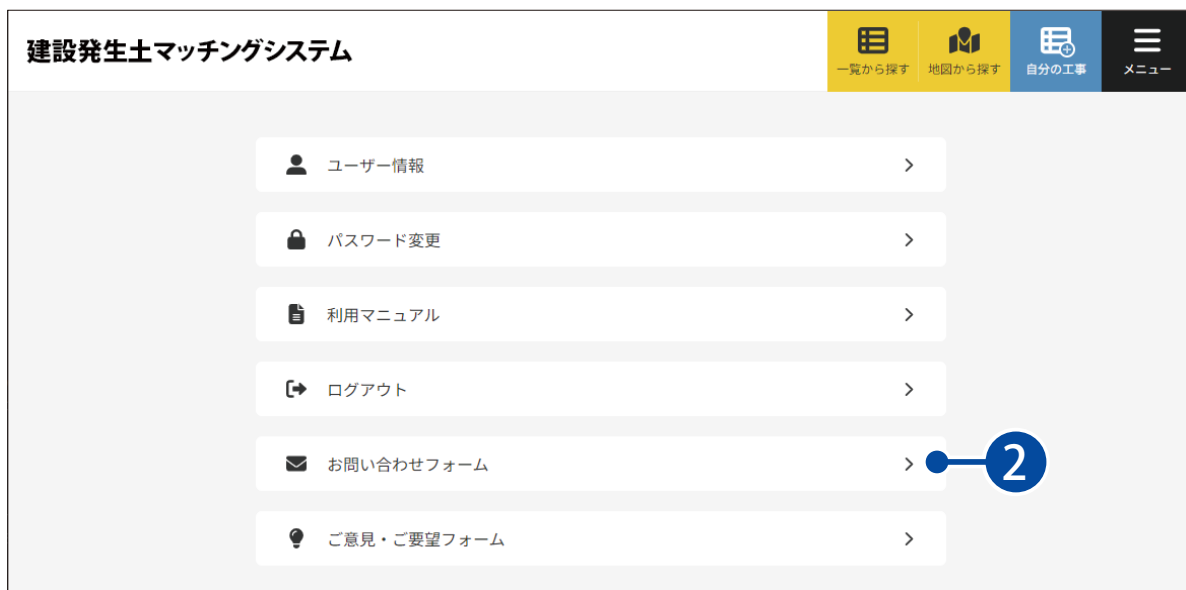 建設発生土マッチングシステム
一覧から探す
地図から探す
自分の工事
メニュー
ユーザー情報
パスワード変更
利用マニュアル
ログアウト
お問い合わせフォーム
2
ご意見・ご要望フォーム